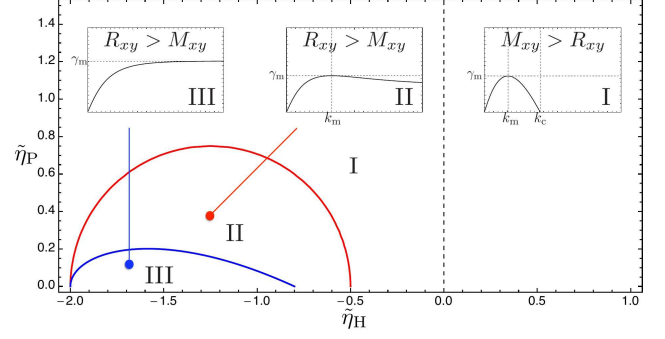 1.4
R_{xy} > M_{xy}
R_{xy} > M_{xy}
M_{xy} > R_{xy}
γ_m
γ_m
γ_m
1.2
III
II
I
1.0
k_m
k_m
k_c
0.8
η̃_P
I
0.6
0.4
II
0.2
III
0.0
-2.0 -1.5 -1.0 -0.5 0.0 0.5 1.0
η̃_H